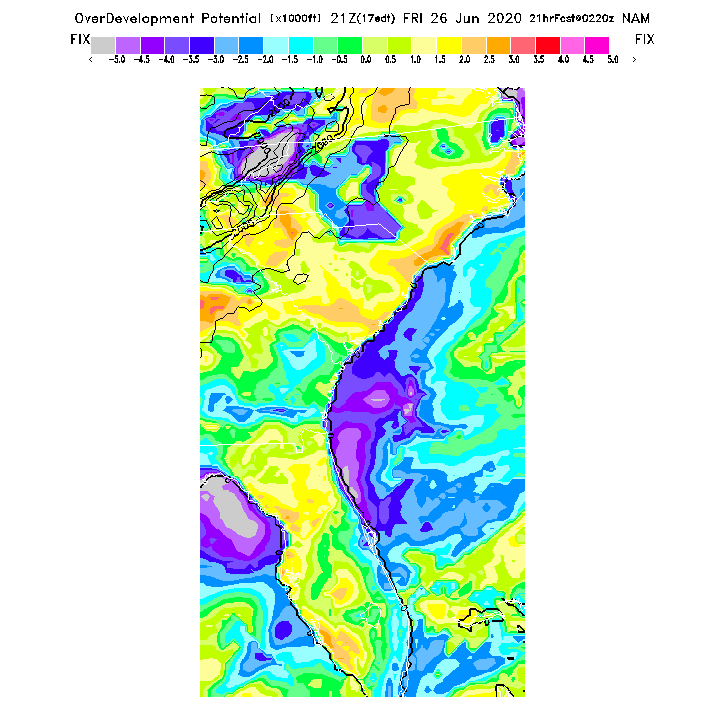 OverDevelopment Potential [x1000ft] 21Z(17edt) FRI 26 Jun 2020 21hrFcst@0220z NAM
FIX FIX
< -5.0 -4.5 -4.0 -3.5 -3.0 -2.5 -2.0 -1.5 -1.0 -0.5 0.0 0.5 1.0 1.5 2.0 2.5 3.0 3.5 4.0 4.5 5.0 >